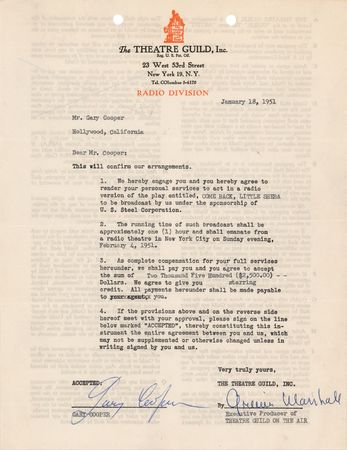 The THEATRE GUILD, Inc.
Reg. U. S. Pat. Off.
23 West 53rd Street
New York 19, N.Y.
Tel. COlumbus 5-6170
RADIO DIVISION
January 18, 1951
Mr. Gary Cooper
Hollywood, California
Dear Mr. Cooper:
This will confirm our arrangements.
1. We hereby engage you and you hereby agree to
render your personal services to act in a radio
version of the play entitled, COME BACK, LITTLE SHEBA
to be broadcast by us under the sponsorship of
U. S. Steel Corporation.
2. The running time of such broadcast shall be
approximately one (1) hour and shall emanate from
a radio theatre in New York City on Sunday evening,
February 4, 1951.
3. As complete compensation for your full services
hereunder, we shall pay you and you agree to accept
the sum of Two Thousand Five Hundred ($2,500.00) - - -
Dollars. We agree to give you starring
credit. All payments hereunder shall be made payable
to your agent, you.
4. If the provisions above and on the reverse side
hereof meet with your approval, please sign on the line
below marked "ACCEPTED", thereby constituting this in-
strument the entire agreement between you and us, which
may not be supplemented or otherwise changed unless in
writing signed by you and us.
Very truly yours,
ACCEPTED: THE THEATRE GUILD, INC.
Gary Cooper
GARY COOPER
By Armina Marshall
Executive Producer of
THEATRE GUILD ON THE AIR